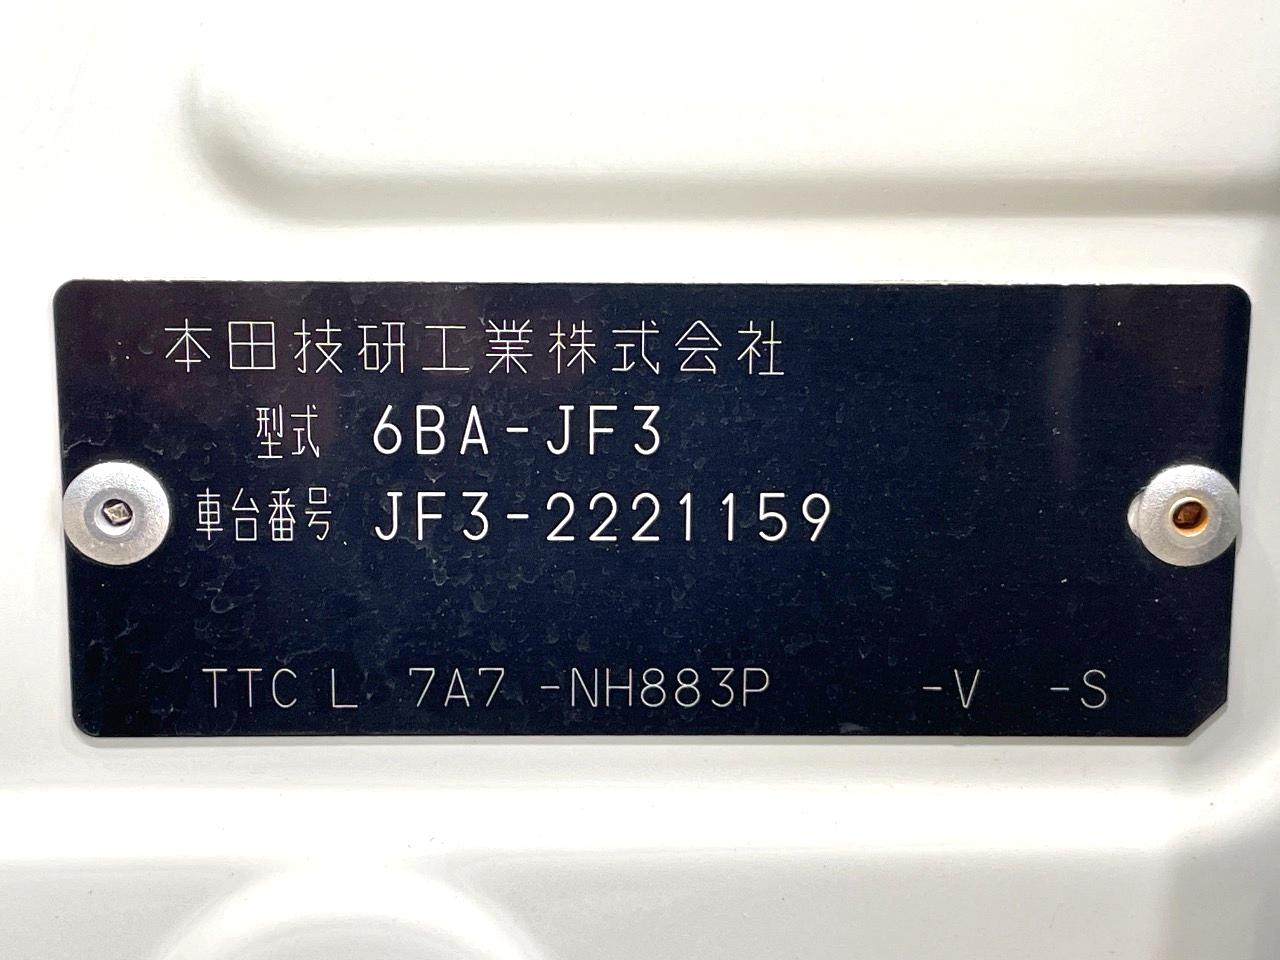 本田技研工業株式会社
型式 6BA-JF3
車台番号 JF3-2221159
TTC L 7A7 -NH883P -V -S